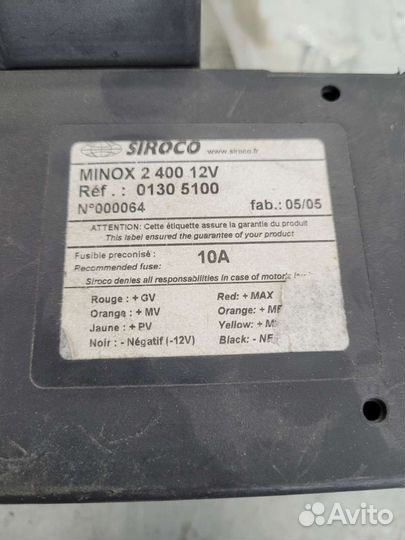 SIROCO www.siroco.fr
MINOX 2 400 12V
Réf . : 0130 5100
N°000064 fab.: 05/05
ATTENTION: Cette étiquette assure la garantie du produit
This label ensured the guarantee of your product
Fusible preconisé :
10A
Recommended fuse:
Siroco denies all responsabilities in case of
Rouge : + GV Red: + MAX
Orange : + MV Orange: +
Jaune : + PV Yellow: +
Noir : - Négatif (-12V) Black: -
Avito